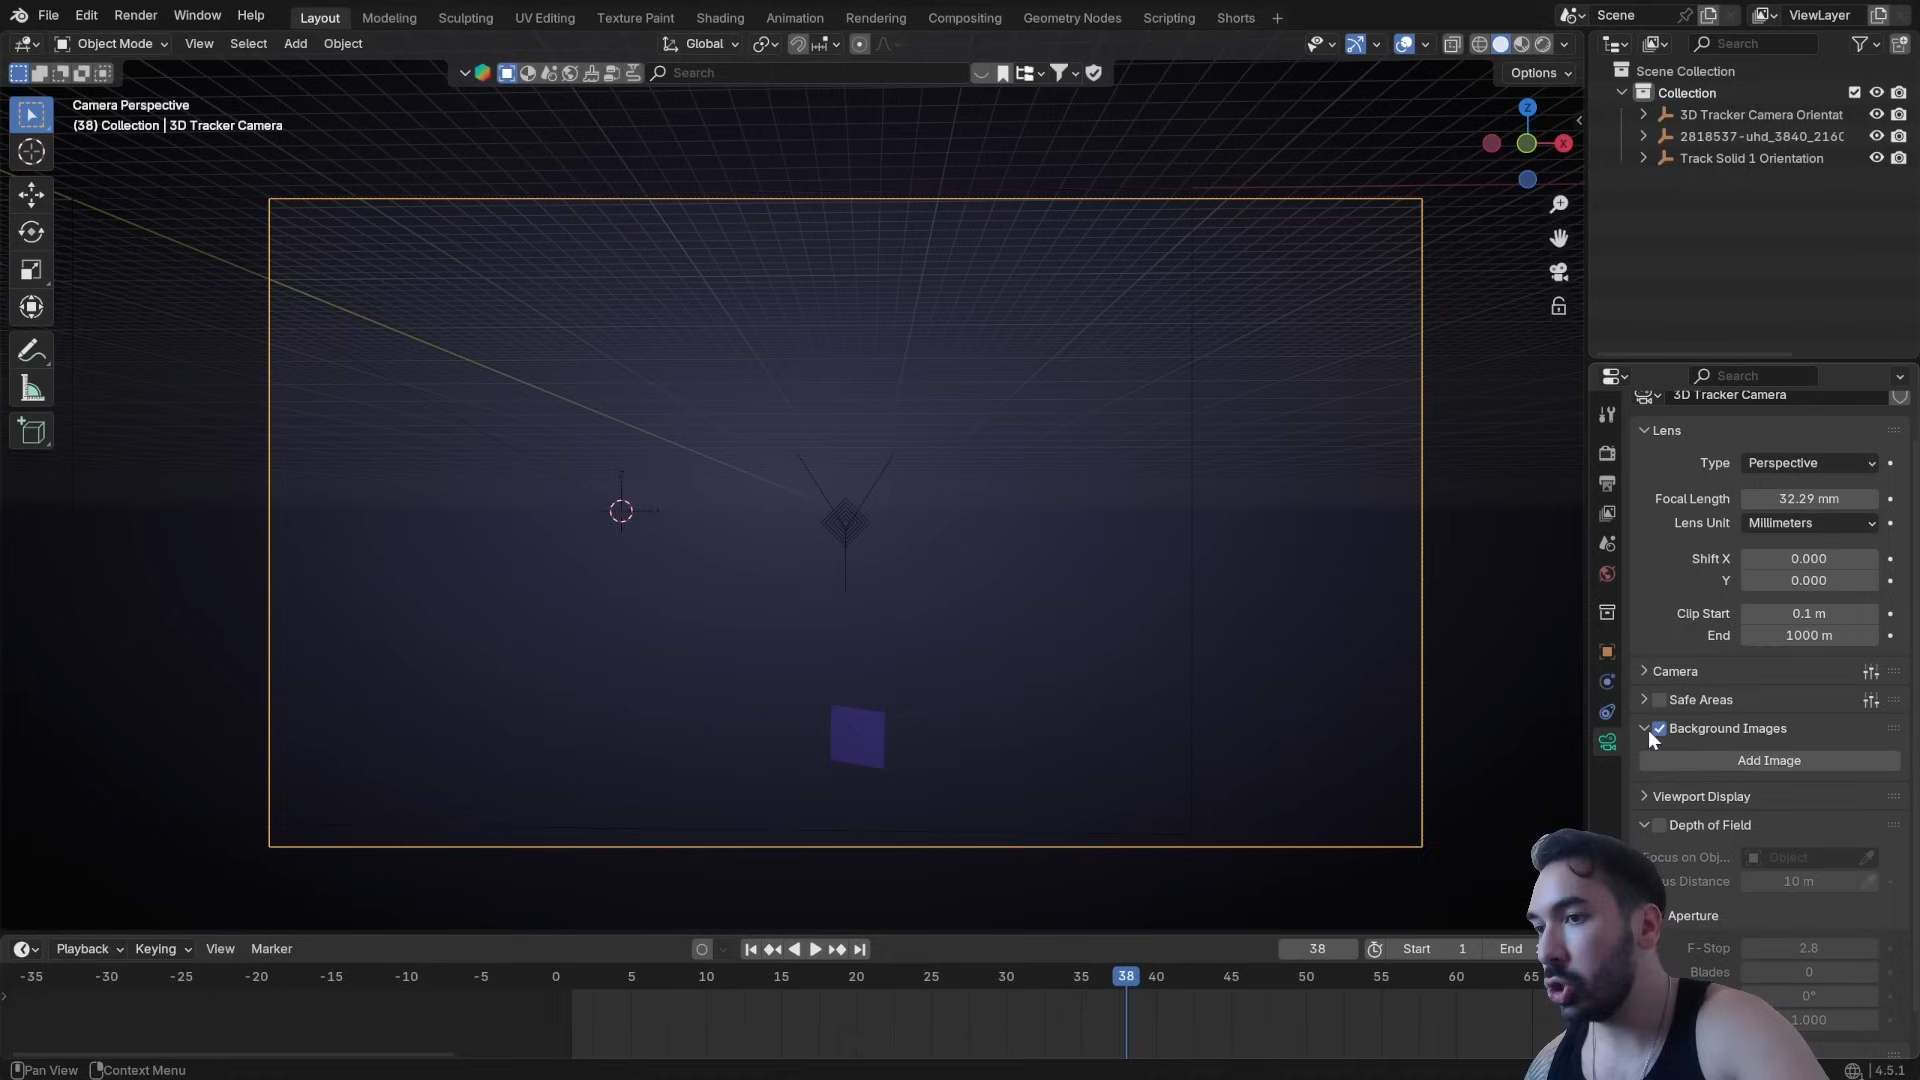 File Edit Render Window Help Layout Modeling Sculpting UV Editing Texture Paint Shading Animation Rendering Compositing Geometry Nodes Scripting Shorts + Scene ViewLayer
Object Mode View Select Add Object Global Search
Search Options
Camera Perspective
(38) Collection | 3D Tracker Camera
Z
X
Scene Collection
Collection
3D Tracker Camera Orientat
2818537-uhd_3840_216
Track Solid 1 Orientation
Search
3D Tracker Camera
Lens
Type Perspective
Focal Length 32.29 mm
Lens Unit Millimeters
Shift X 0.000
Y 0.000
Clip Start 0.1 m
End 1000 m
Camera
Safe Areas
Background Images
Add Image
Viewport Display
Depth of Field
Focus on Obj... Object
Distance 10 m
Aperture
F-Stop 2.8
Blades 0
0°
1.000
Playback Keying View Marker 38 Start 1 End
-35 -30 -25 -20 -15 -10 -5 0 5 10 15 20 25 30 35 38 40 45 50 55 60 65
Pan View Context Menu 4.5.1